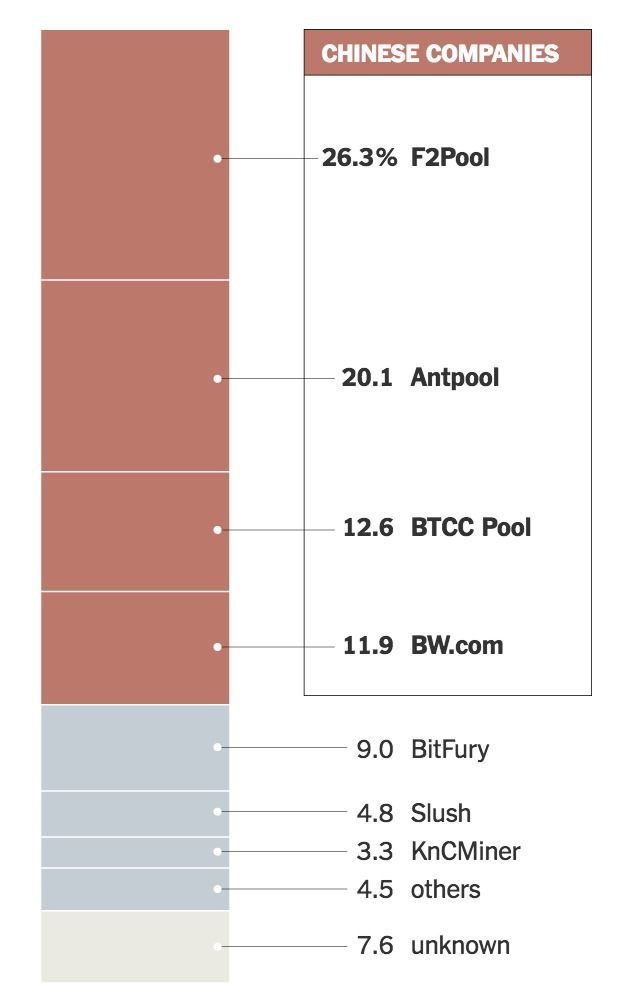 CHINESE COMPANIES
26.3% F2Pool
20.1 Antpool
12.6 BTCC Pool
11.9 BW.com
9.0 BitFury
4.8 Slush
3.3 KnCMiner
4.5 others
7.6 unknown